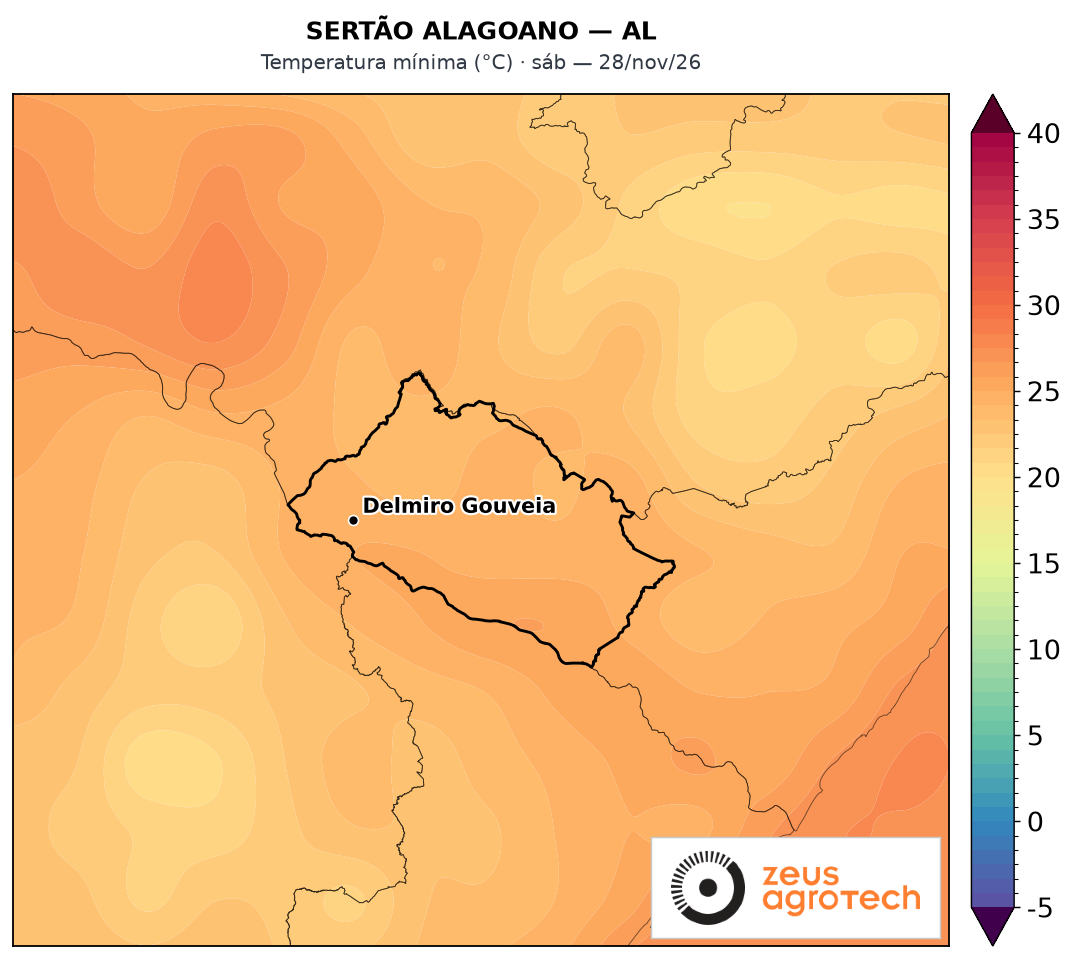 SERTÃO ALAGOANO — AL
Temperatura mínima (°C) · sáb — 28/nov/26
Delmiro Gouveia
40
35
30
25
20
15
10
5
0
-5
zeus
agrotech